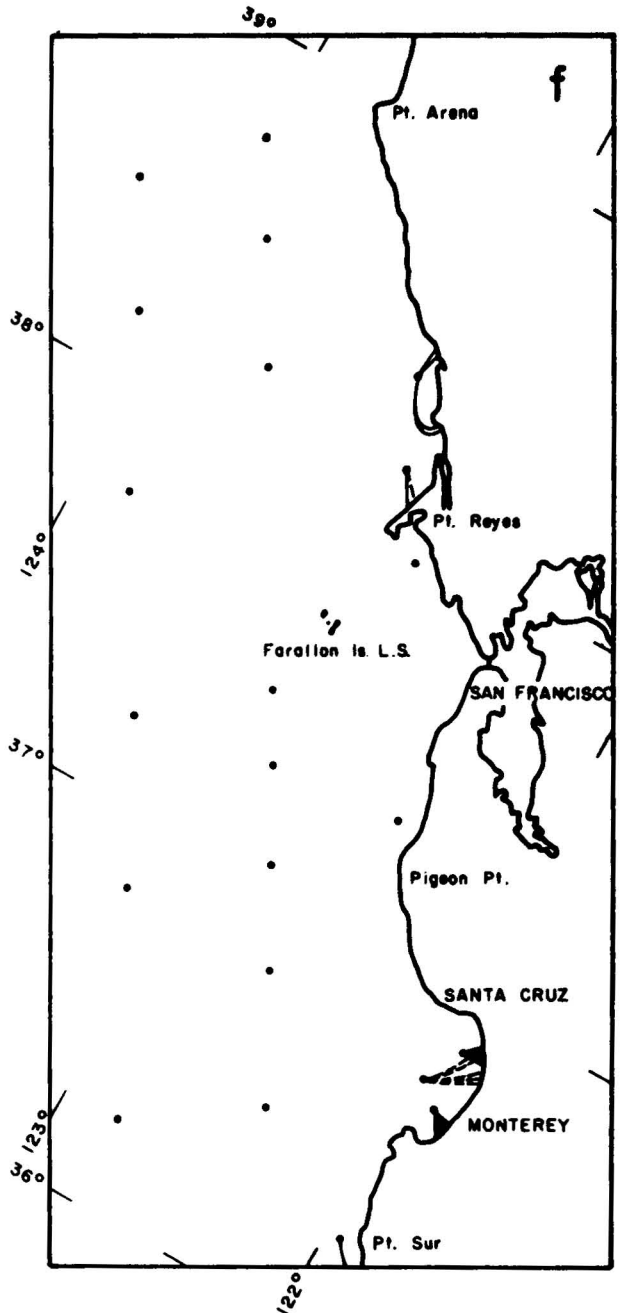 39°
f
Pt. Arena
38°
Pt. Reyes
124°
Farallon Is. L.S.
SAN FRANCISCO
37°
Pigeon Pt.
SANTA CRUZ
MONTEREY
123°
36°
Pt. Sur
122°